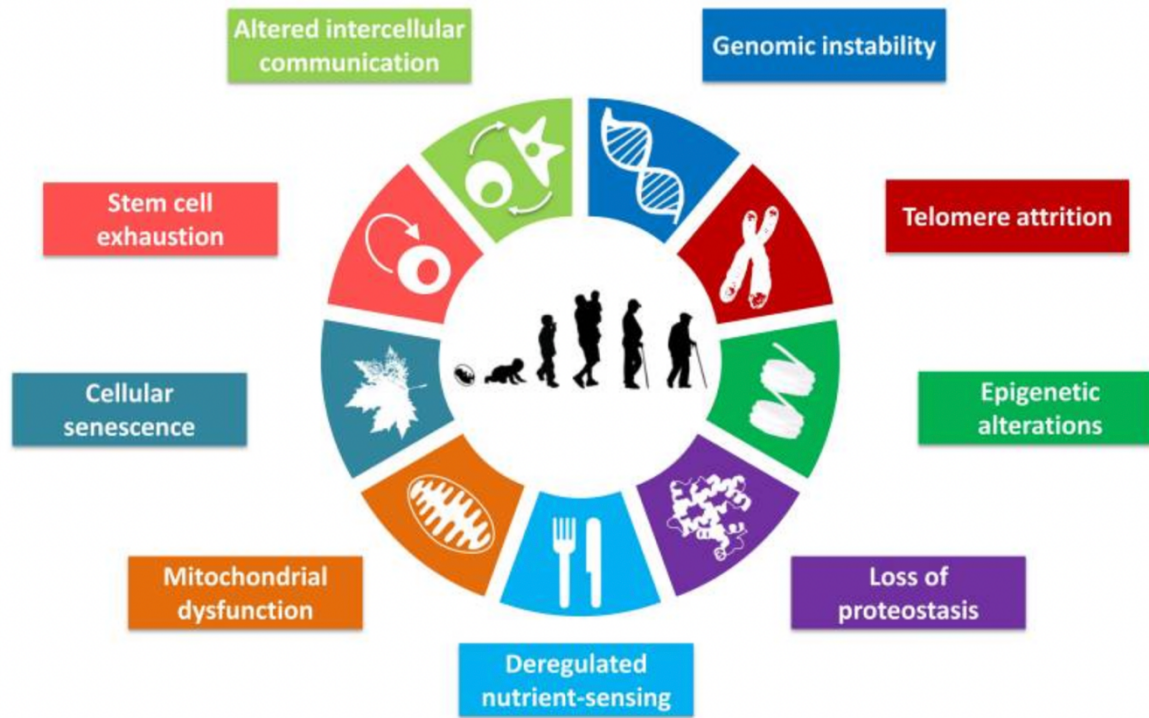 Altered intercellular
communication
Genomic instability
Stem cell
exhaustion
Telomere attrition
Cellular
senescence
Epigenetic
alterations
Mitochondrial
dysfunction
Loss of
proteostasis
Deregulated
nutrient-sensing